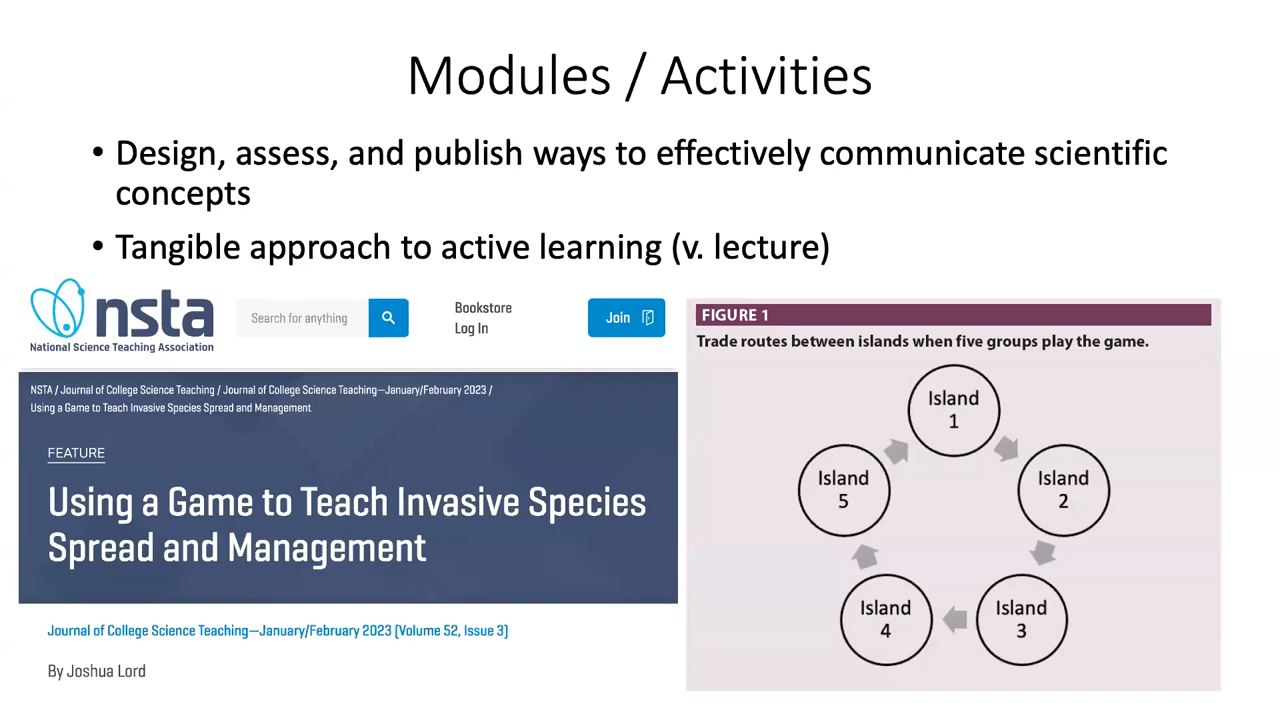 Modules / Activities
• Design, assess, and publish ways to effectively communicate scientific
concepts
• Tangible approach to active learning (v. lecture)
nsta
National Science Teaching Association
Search for anything
Bookstore
Log In
Join
NSTA / Journal of College Science Teaching / Journal of College Science Teaching—January/February 2023 /
Using a Game to Teach Invasive Species Spread and Management
FEATURE
Using a Game to Teach Invasive Species
Spread and Management
Journal of College Science Teaching—January/February 2023 (Volume 52, Issue 3)
By Joshua Lord
FIGURE 1
Trade routes between islands when five groups play the game.
Island
1
Island
2
Island
3
Island
4
Island
5